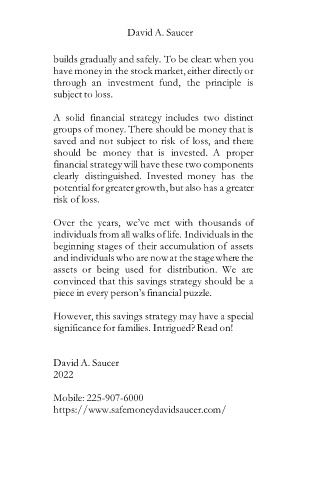 David A. Saucer
builds gradually and safely. To be clear: when you
have money in the stock market, either directly or
through an investment fund, the principle is
subject to loss.
A solid financial strategy includes two distinct
groups of money. There should be money that is
saved and not subject to risk of loss, and there
should be money that is invested. A proper
financial strategy will have these two components
clearly distinguished. Invested money has the
potential for greater growth, but also has a greater
risk of loss.
Over the years, we've met with thousands of
individuals from all walks of life. Individuals in the
beginning stages of their accumulation of assets
and individuals who are now at the stage where the
assets or being used for distribution. We are
convinced that this savings strategy should be a
piece in every person's financial puzzle.
However, this savings strategy may have a special
significance for families. Intrigued? Read on!
David A. Saucer
2022
Mobile: 225-907-6000
https://www.safemoneydavidsaucer.com/